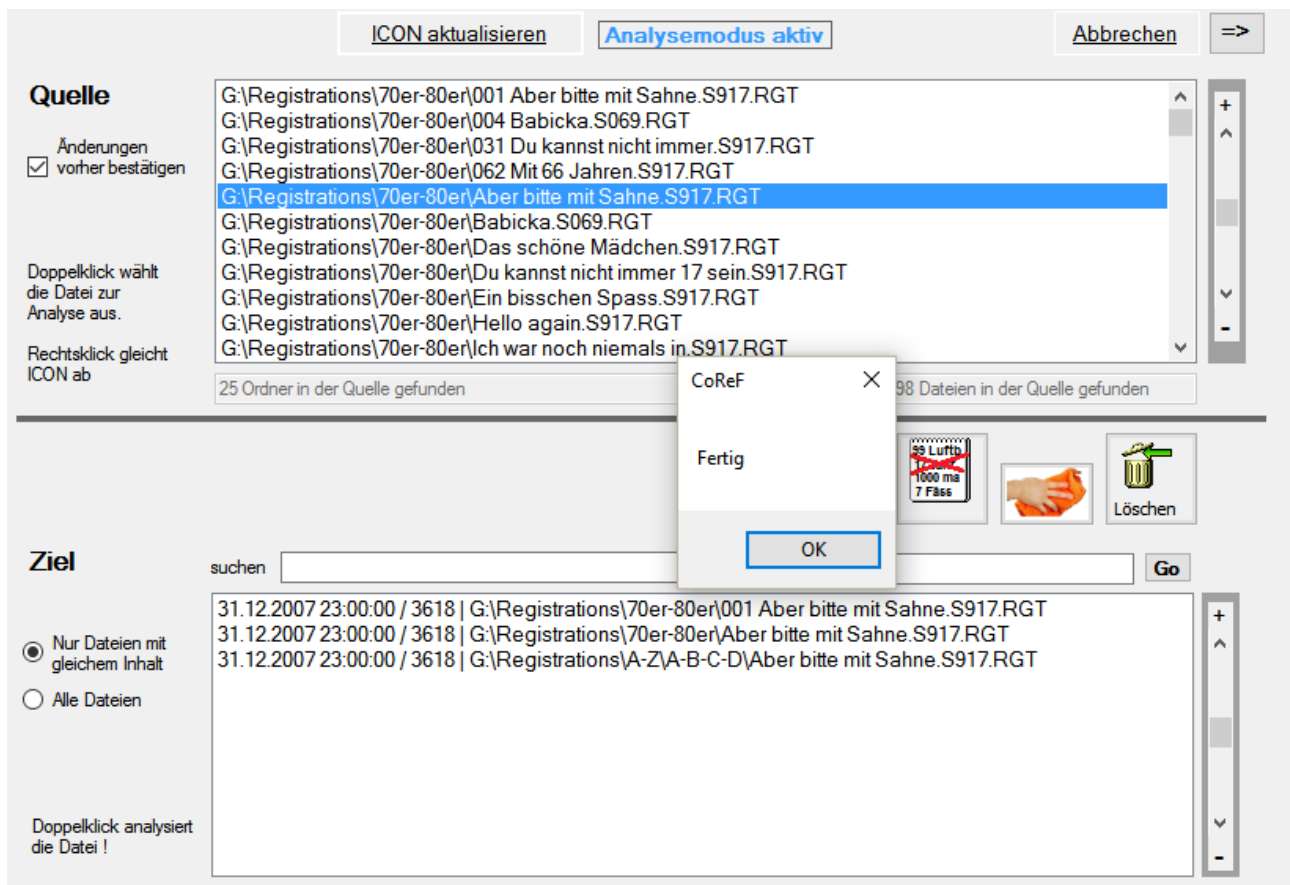 ICON aktualisieren
Analysemodus aktiv
Abbrechen
=>
Quelle
Änderungen
vorher bestätigen
Doppelklick wählt
die Datei zur
Analyse aus.
Rechtsklick gleicht
ICON ab
G:\Registrations\70er-80er\001 Aber bitte mit Sahne.S917.RGT
G:\Registrations\70er-80er\004 Babicka.S069.RGT
G:\Registrations\70er-80er\031 Du kannst nicht immer.S917.RGT
G:\Registrations\70er-80er\062 Mit 66 Jahren.S917.RGT
G:\Registrations\70er-80er\Aber bitte mit Sahne.S917.RGT
G:\Registrations\70er-80er\Babicka.S069.RGT
G:\Registrations\70er-80er\Das schöne Mädchen.S917.RGT
G:\Registrations\70er-80er\Du kannst nicht immer 17 sein.S917.RGT
G:\Registrations\70er-80er\Ein bisschen Spass.S917.RGT
G:\Registrations\70er-80er\Hello again.S917.RGT
G:\Registrations\70er-80er\Ich war noch niemals in.S917.RGT
+
-
25 Ordner in der Quelle gefunden
98 Dateien in der Quelle gefunden
CoReF
Fertig
OK
99 Luftb
1000 ma
7 Fäss
Löschen
Ziel
suchen
Go
Nur Dateien mit
gleichem Inhalt
Alle Dateien
Doppelklick analysiert
die Datei !
31.12.2007 23:00:00 / 3618 | G:\Registrations\70er-80er\001 Aber bitte mit Sahne.S917.RGT
31.12.2007 23:00:00 / 3618 | G:\Registrations\70er-80er\Aber bitte mit Sahne.S917.RGT
31.12.2007 23:00:00 / 3618 | G:\Registrations\A-Z\A-B-C-D\Aber bitte mit Sahne.S917.RGT
+
-